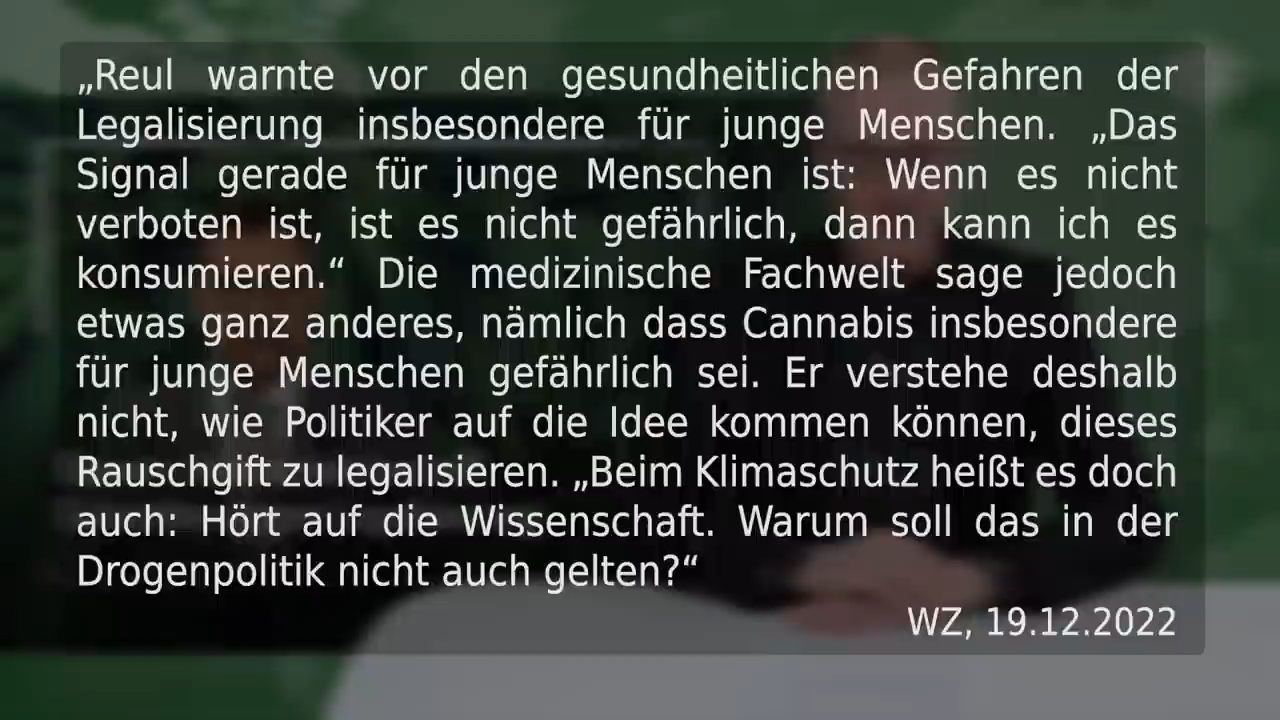 „Reul warnte vor den gesundheitlichen Gefahren der
Legalisierung insbesondere für junge Menschen. „Das
Signal gerade für junge Menschen ist: Wenn es nicht
verboten ist, ist es nicht gefährlich, dann kann ich es
konsumieren.“ Die medizinische Fachwelt sage jedoch
etwas ganz anderes, nämlich dass Cannabis insbesondere
für junge Menschen gefährlich sei. Er verstehe deshalb
nicht, wie Politiker auf die Idee kommen können, dieses
Rauschgift zu legalisieren. „Beim Klimaschutz heißt es doch
auch: Hört auf die Wissenschaft. Warum soll das in der
Drogenpolitik nicht auch gelten?“
WZ, 19.12.2022